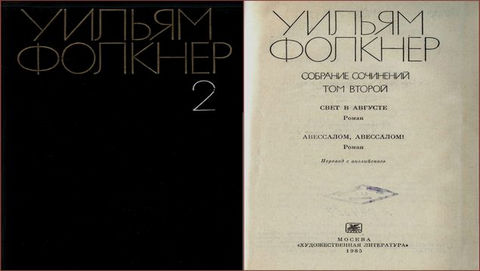 УИЛЬЯМ
ФОЛКНЕР
2
УИЛЬЯМ
ФОЛКНЕР
СОБРАНИЕ СОЧИНЕНИЙ
ТОМ ВТОРОЙ
СВЕТ В АВГУСТЕ
Роман
АВЕССАЛОМ, АВЕССАЛОМ!
Роман
Перевод с английского
МОСКВА
«ХУДОЖЕСТВЕННАЯ ЛИТЕРАТУРА»
1985